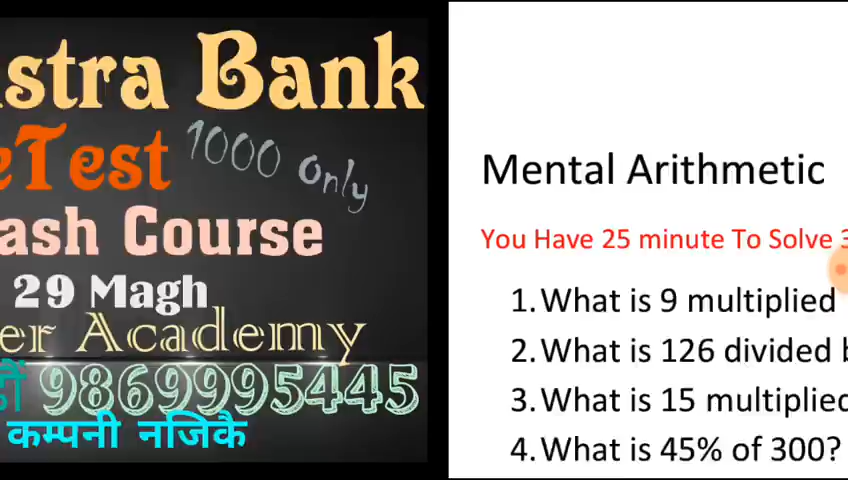 stra Bank
eTest 1000 only
ash Course
29 Magh
er Academy
9869995445
कम्पनी नजिकै
Mental Arithmetic
You Have 25 minute To Solve 3
1. What is 9 multiplied
2. What is 126 divided b
3. What is 15 multiplied
4. What is 45% of 300?